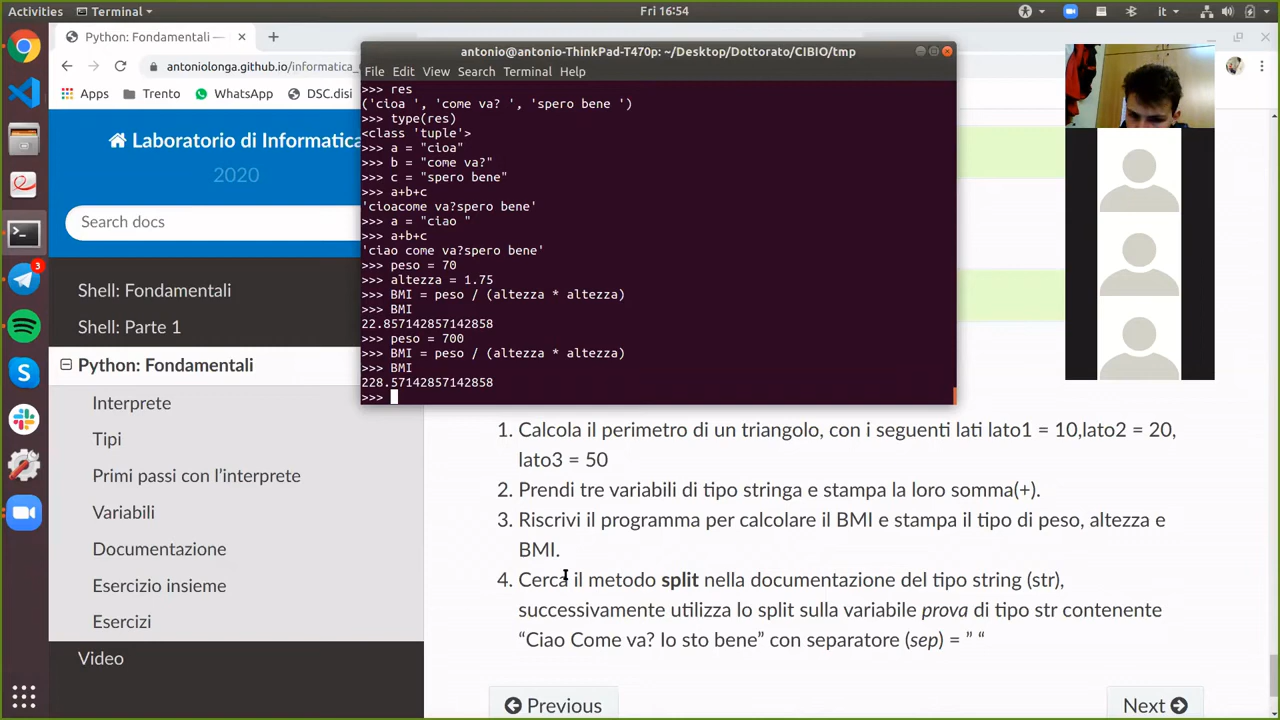 Activities
Terminal
Fri 16:54
it
Python: Fondamentali —
antoniolonga.github.io/informatica_
Apps
Trento
WhatsApp
DSC.disi
Laboratorio di Informatica
2020
Search docs
Shell: Fondamentali
Shell: Parte 1
Python: Fondamentali
Interprete
Tipi
Primi passi con l'interprete
Variabili
Documentazione
Esercizio insieme
Esercizi
Video
3
antonio@antonio-ThinkPad-T470p: ~/Desktop/Dottorato/CIBIO/tmp
File Edit View Search Terminal Help
>>> res
('cioa ', 'come va? ', 'spero bene ')
>>> type(res)
<class 'tuple'>
>>> a = "cioa"
>>> b = "come va?"
>>> c = "spero bene"
>>> a+b+c
'cioacome va?spero bene'
>>> a = "ciao "
>>> a+b+c
'ciao come va?spero bene'
>>> peso = 70
>>> altezza = 1.75
>>> BMI = peso / (altezza * altezza)
>>> BMI
22.857142857142858
>>> peso = 700
>>> BMI = peso / (altezza * altezza)
>>> BMI
228.57142857142858
>>>
1. Calcola il perimetro di un triangolo, con i seguenti lati lato1 = 10,lato2 = 20,
lato3 = 50
2. Prendi tre variabili di tipo stringa e stampa la loro somma(+).
3. Riscrivi il programma per calcolare il BMI e stampa il tipo di peso, altezza e
BMI.
4. Cerca il metodo split nella documentazione del tipo string (str),
successivamente utilizza lo split sulla variabile prova di tipo str contenente
“Ciao Come va? Io sto bene” con separatore (sep) = ” “
Previous
Next